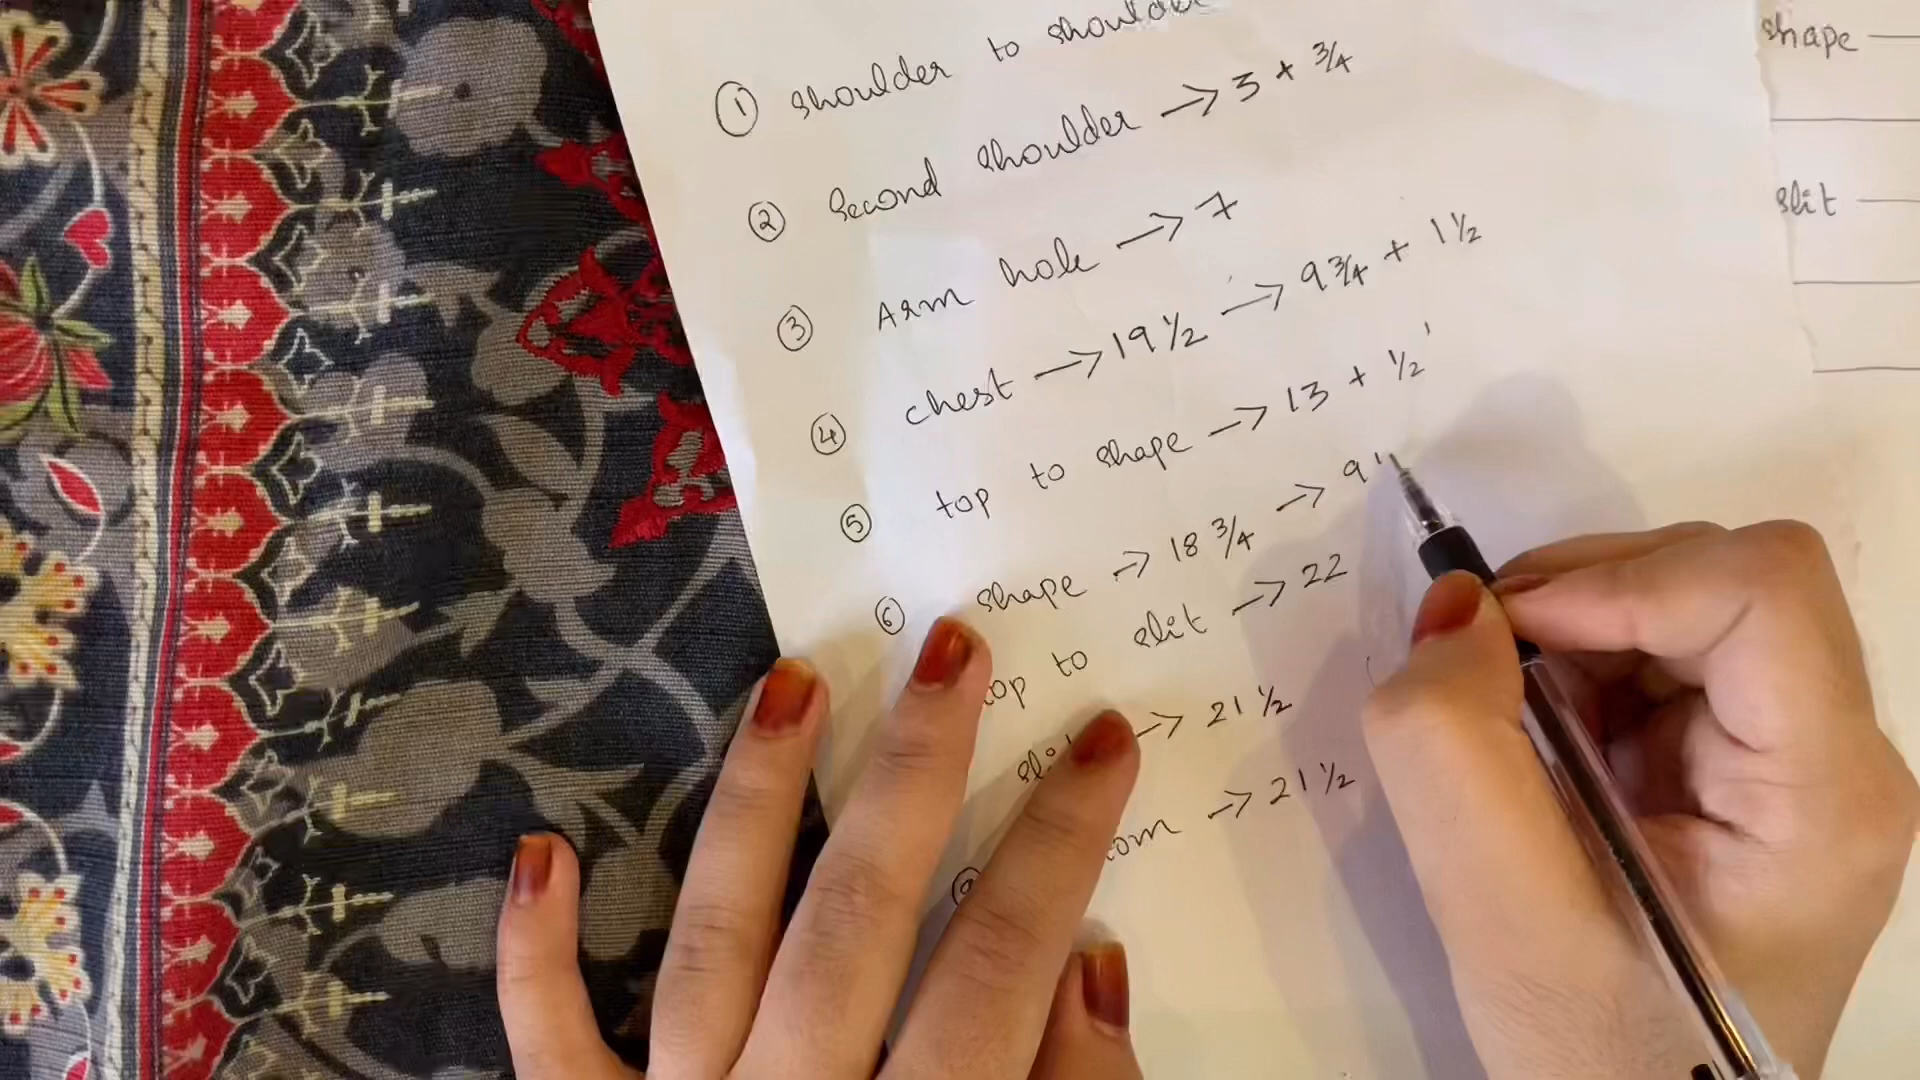 ① shoulder to shoulder
② Second shoulder → 3 + 3/4
③ Arm hole → 7
④ chest → 19 1/2 → 9 3/4 + 1 1/2
⑤ top to shape → 13 + 1/2
⑥ shape → 18 3/4 → 9
top to slit → 22
→ 21 1/2
→ 21 1/2
shape
slit